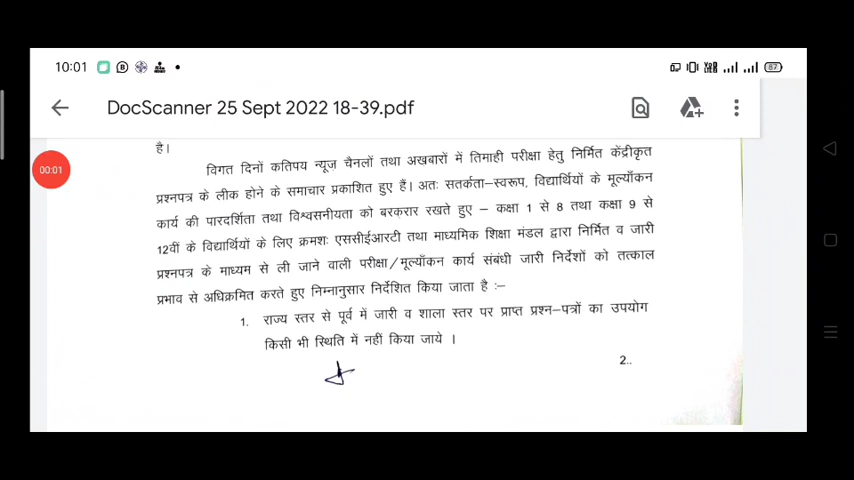 10:01
87
DocScanner 25 Sept 2022 18-39.pdf
00:01
है।
विगत दिनों कतिपय न्यूज चैनलों तथा अखबारों में तिमाही परीक्षा हेतु निर्मित केंद्रीकृत
प्रश्नपत्र के लीक होने के समाचार प्रकाशित हुए हैं। अतः सतर्कता–स्वरूप, विद्यार्थियों के मूल्याँकन
कार्य की पारदर्शिता तथा विश्वसनीयता को बरक़रार रखते हुए – कक्षा 1 से 8 तथा कक्षा 9 से
12वीं के विद्यार्थियों के लिए क्रमशः एससीईआरटी तथा माध्यमिक शिक्षा मंडल द्वारा निर्मित व जारी
प्रश्नपत्र के माध्यम से ली जाने वाली परीक्षा/मूल्याँकन कार्य संबंधी जारी निर्देशों को तत्काल
प्रभाव से अधिक्रमित करते हुए निम्नानुसार निर्देशित किया जाता है :–
1. राज्य स्तर से पूर्व में जारी व शाला स्तर पर प्राप्त प्रश्न–पत्रों का उपयोग
किसी भी स्थिति में नहीं किया जाये ।
2..